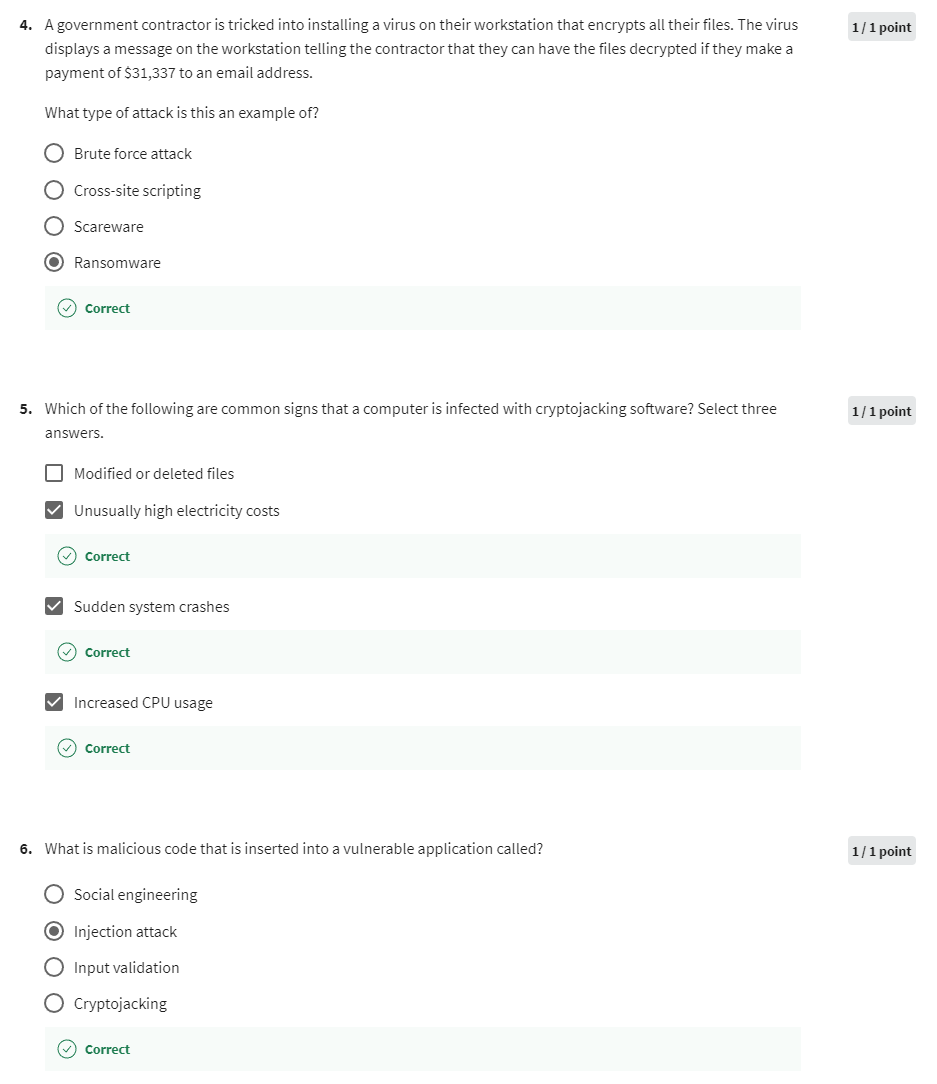 4. A government contractor is tricked into installing a virus on their workstation that encrypts all their files. The virus
1 / 1 point
displays a message on the workstation telling the contractor that they can have the files decrypted if they make a
payment of $31,337 to an email address.
What type of attack is this an example of?
Brute force attack
Cross-site scripting
Scareware
Ransomware
Correct
5. Which of the following are common signs that a computer is infected with cryptojacking software? Select three
1 / 1 point
answers.
Modified or deleted files
Unusually high electricity costs
Correct
Sudden system crashes
Correct
Increased CPU usage
Correct
6. What is malicious code that is inserted into a vulnerable application called?
1 / 1 point
Social engineering
Injection attack
Input validation
Cryptojacking
Correct